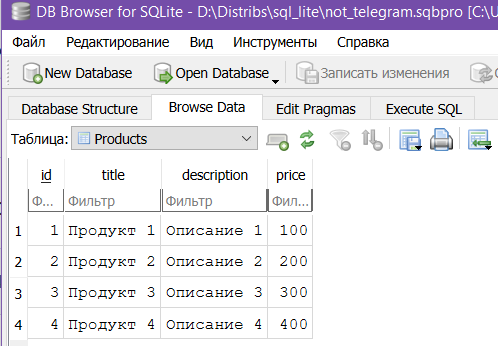 DB Browser for SQLite - D:\Distribs\sql_lite\not_telegram.sqbpro [C:\U
Файл Редактирование Вид Инструменты Справка
New Database Open Database Записать изменения
Database Structure Browse Data Edit Pragmas Execute SQL
Таблица: Products
id title description price
Ф... Фильтр Фильтр Фил...
1 1 Продукт 1 Описание 1 100
2 2 Продукт 2 Описание 2 200
3 3 Продукт 3 Описание 3 300
4 4 Продукт 4 Описание 4 400